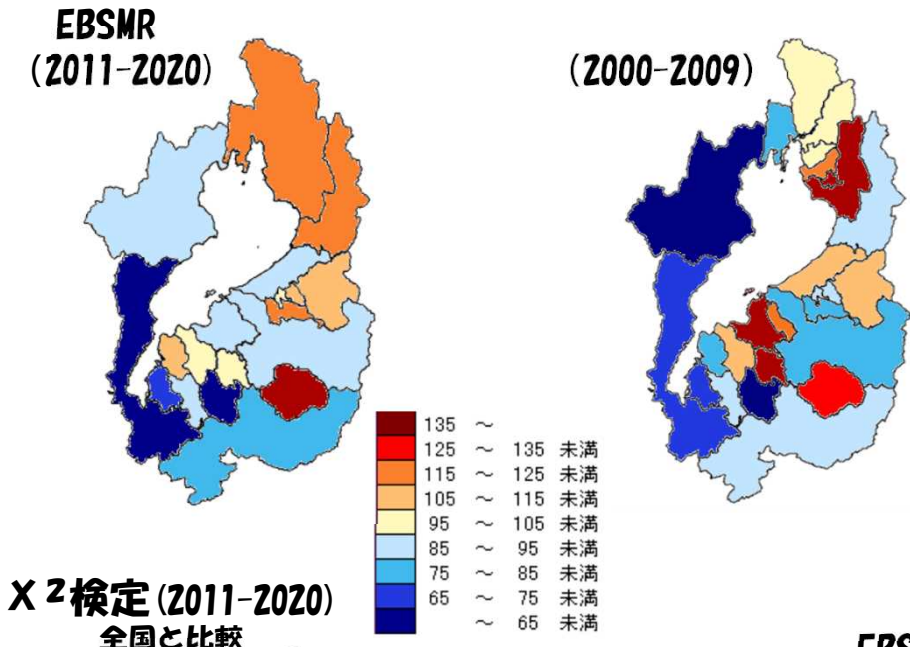 EBSMR
(2011-2020)
(2000-2009)
135 ～
125 ～ 135 未満
115 ～ 125 未満
105 ～ 115 未満
95 ～ 105 未満
85 ～ 95 未満
75 ～ 85 未満
65 ～ 75 未満
～ 65 未満
X²検定(2011-2020)
全国と比較
EBS